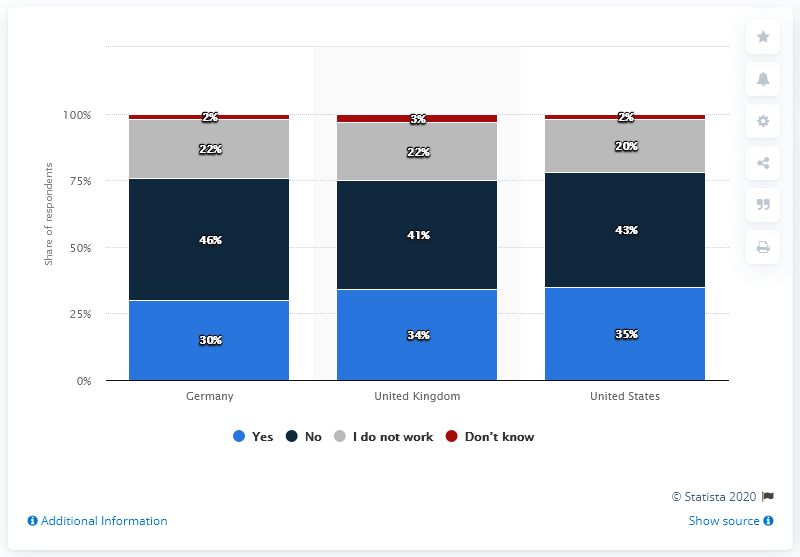 100%
75%
50%
25%
0%
Share of respondents
2%
3%
2%
22%
22%
20%
46%
41%
43%
30%
34%
35%
Germany
United Kingdom
United States
Yes
No
I do not work
Don't know
© Statista 2020
Additional Information
Show source